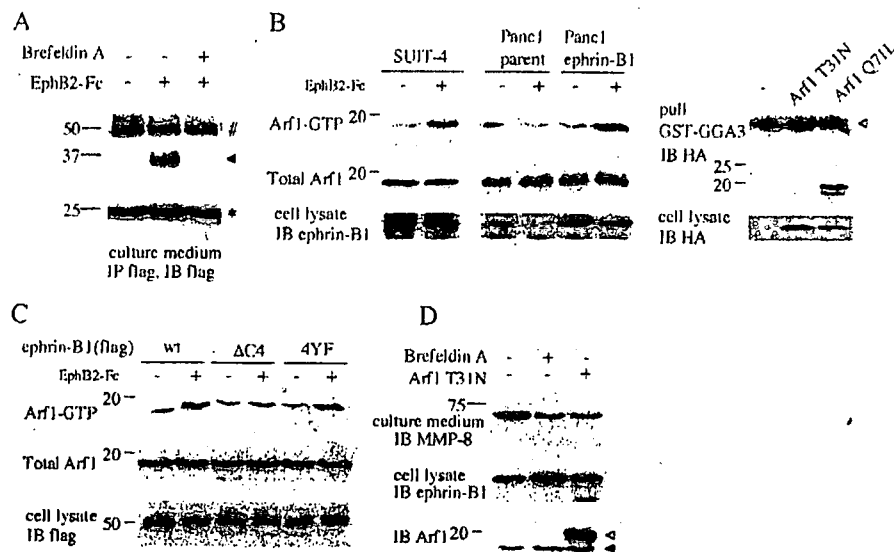 A
Brefeldin A - - +
EphB2-Fc - + +
50 #
37
25 *
culture medium
IP flag, IB flag
B
SUIT-4
Panc1 parent
Panc1 ephrin-B1
EphB2-Fc - + - + - +
Arf1-GTP 20
Total Arf1 20
cell lysate
IB ephrin-B1
- Arf1 T31N Arf1 Q71L
pull
GST-GGA3
IB HA
25
20
cell lysate
IB HA
C
ephrin-B1(flag) wt ΔC4 4YF
EphB2-Fc - + - + - +
Arf1-GTP 20
Total Arf1 20
cell lysate
IB flag
50
D
Brefeldin A - + -
Arf1 T31N - - +
75
culture medium
IB MMP-8
cell lysate
IB ephrin-B1
IB Arf1 20